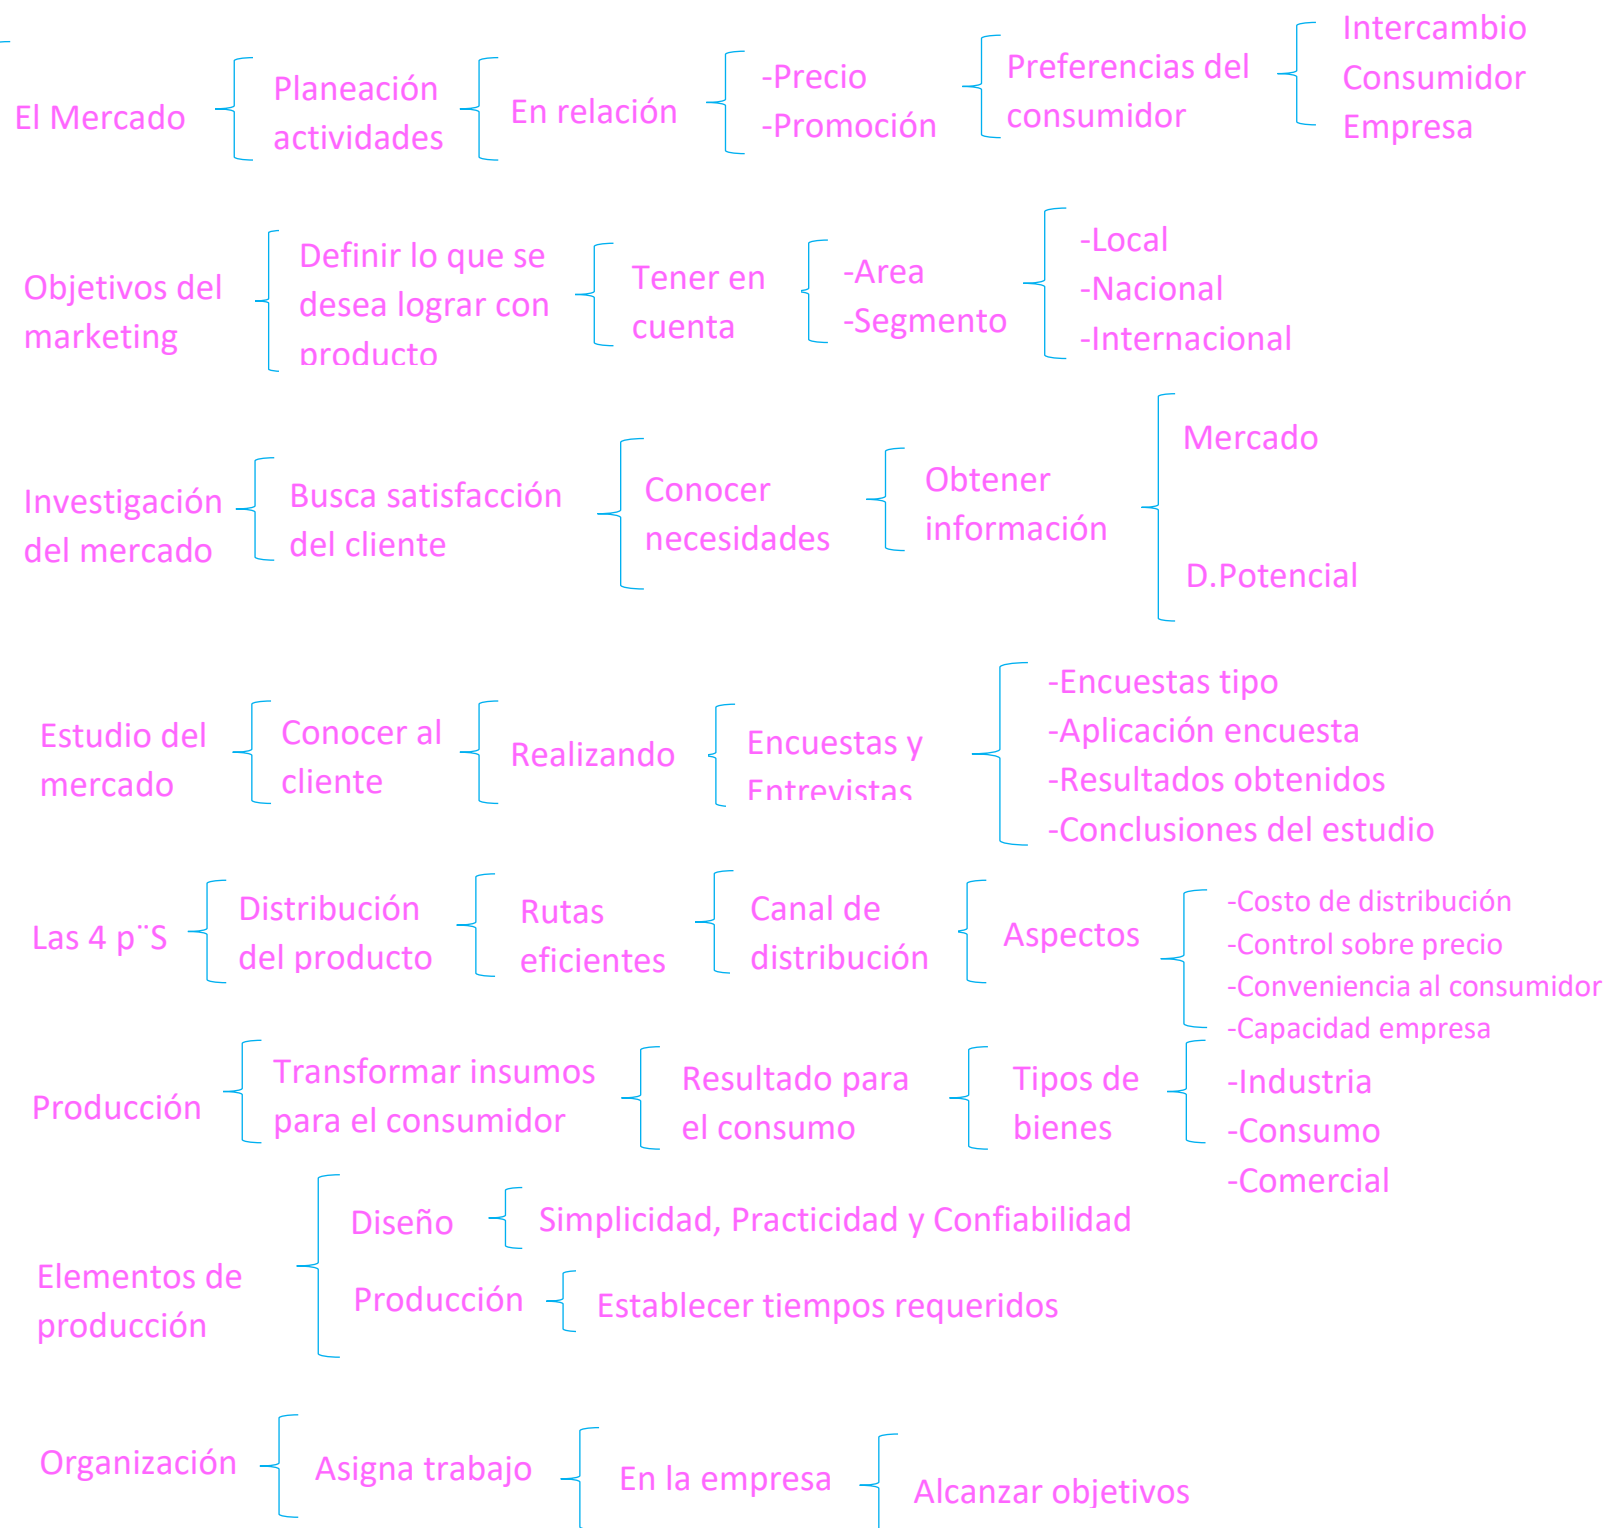 El Mercado
Planeación
actividades
En relación
-Precio
-Promoción
Preferencias del
consumidor
Intercambio
Consumidor
Empresa
Objetivos del
marketing
Definir lo que se
desea lograr con
producto
Tener en
cuenta
-Area
-Segmento
-Local
-Nacional
-Internacional
Investigación
del mercado
Busca satisfacción
del cliente
Conocer
necesidades
Obtener
información
Mercado
D.Potencial
Estudio del
mercado
Conocer al
cliente
Realizando
Encuestas y
Entrevistas
-Encuestas tipo
-Aplicación encuesta
-Resultados obtenidos
-Conclusiones del estudio
Las 4 p¨S
Distribución
del producto
Rutas
eficientes
Canal de
distribución
Aspectos
-Costo de distribución
-Control sobre precio
-Conveniencia al consumidor
-Capacidad empresa
Producción
Transformar insumos
para el consumidor
Resultado para
el consumo
Tipos de
bienes
-Industria
-Consumo
-Comercial
Elementos de
producción
Diseño
Simplicidad, Practicidad y Confiabilidad
Producción
Establecer tiempos requeridos
Organización
Asigna trabajo
En la empresa
Alcanzar objetivos